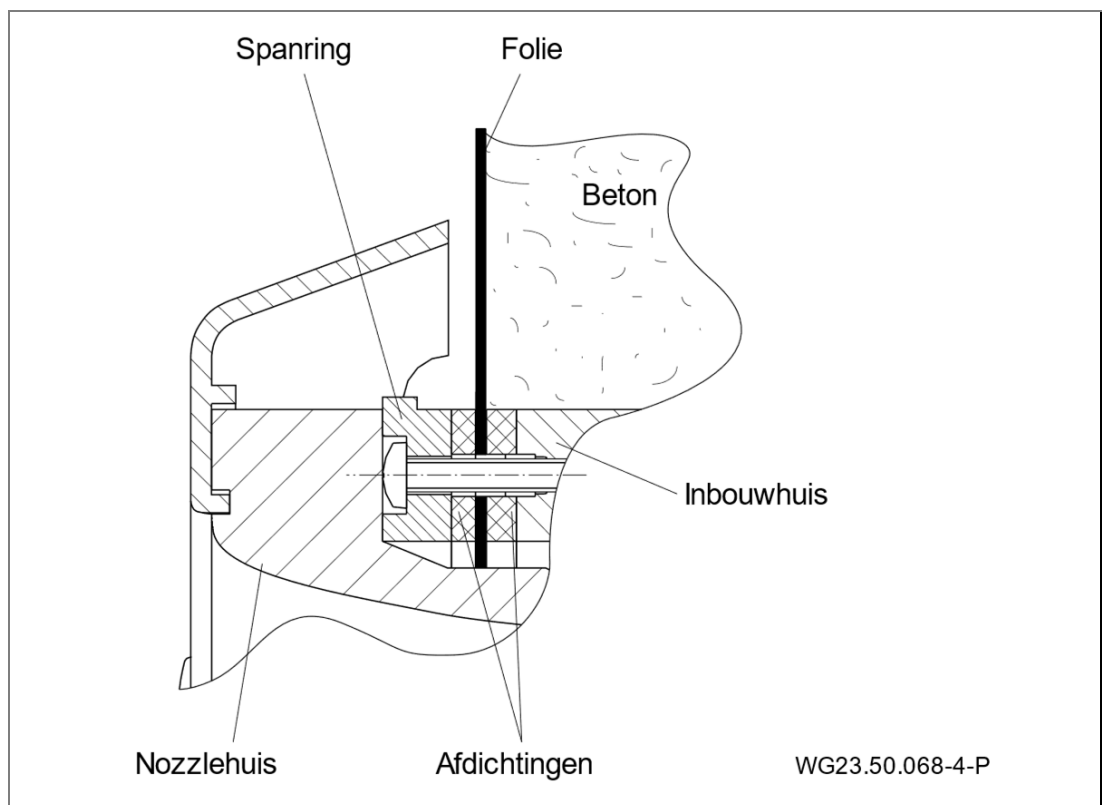 Spanring
Folie
Beton
Inbouwhuis
Nozzlehuis
Afdichtingen
WG23.50.068-4-P